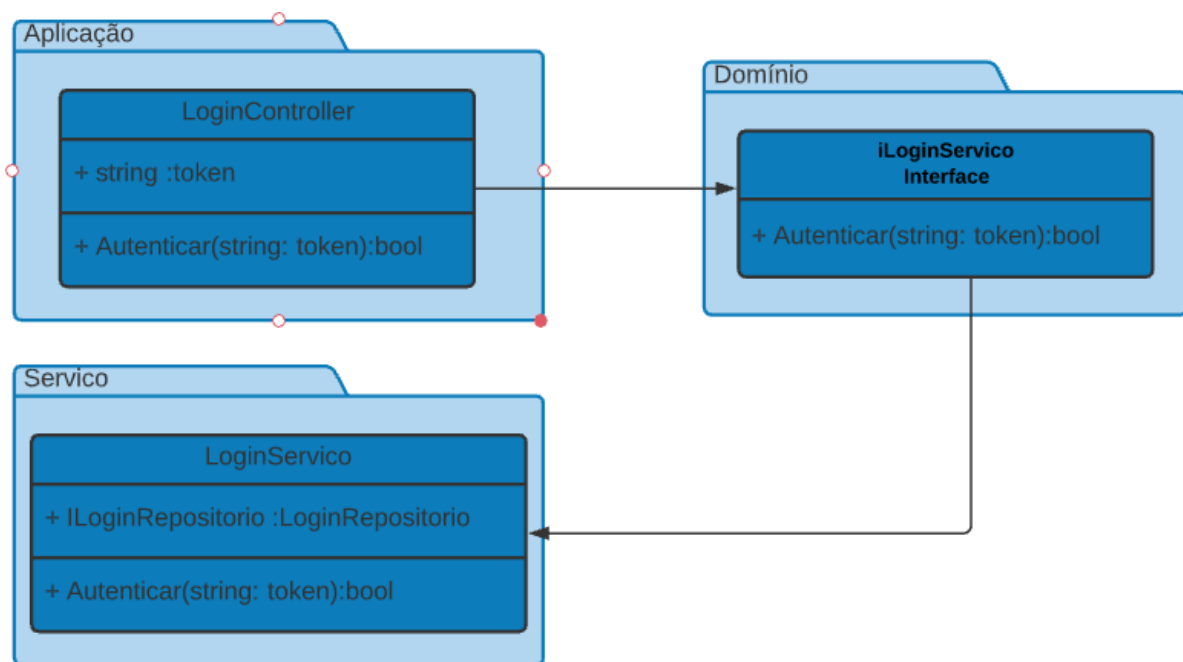 Aplicação
LoginController
+ string :token
+ Autenticar(string: token):bool
Domínio
iLoginServico
Interface
+ Autenticar(string: token):bool
Servico
LoginServico
+ ILoginRepositorio :LoginRepositorio
+ Autenticar(string: token):bool